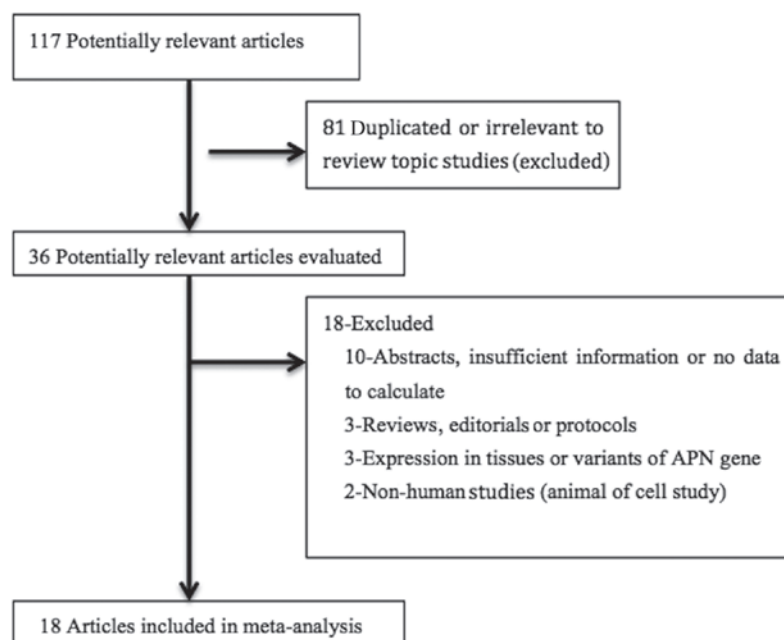 117 Potentially relevant articles
81 Duplicated or irrelevant to
review topic studies (excluded)
36 Potentially relevant articles evaluated
18-Excluded
10-Abstracts, insufficient information or no data
to calculate
3-Reviews, editorials or protocols
3-Expression in tissues or variants of APN gene
2-Non-human studies (animal of cell study)
18 Articles included in meta-analysis